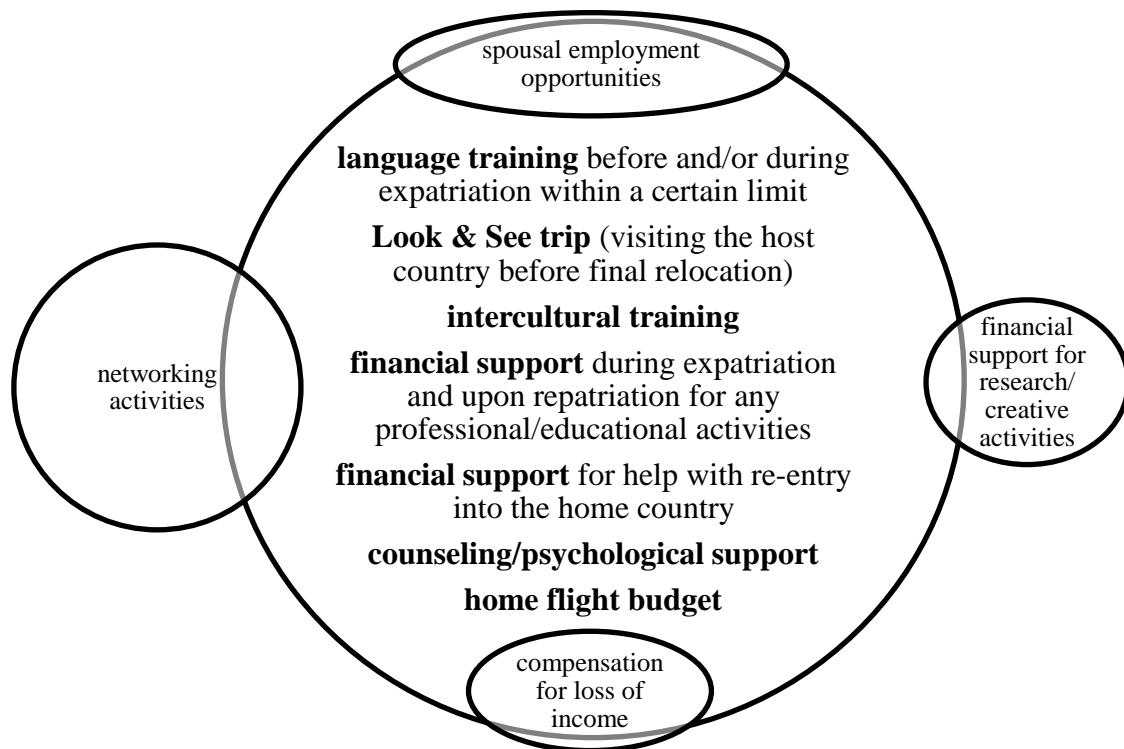 spousal employment
opportunities
language training before and/or during
expatriation within a certain limit
Look & See trip (visiting the host
country before final relocation)
intercultural training
financial support during expatriation
and upon repatriation for any
professional/educational activities
financial support for help with re-entry
into the home country
counseling/psychological support
home flight budget
networking
activities
financial
support for
research/
creative
activities
compensation
for loss of
income